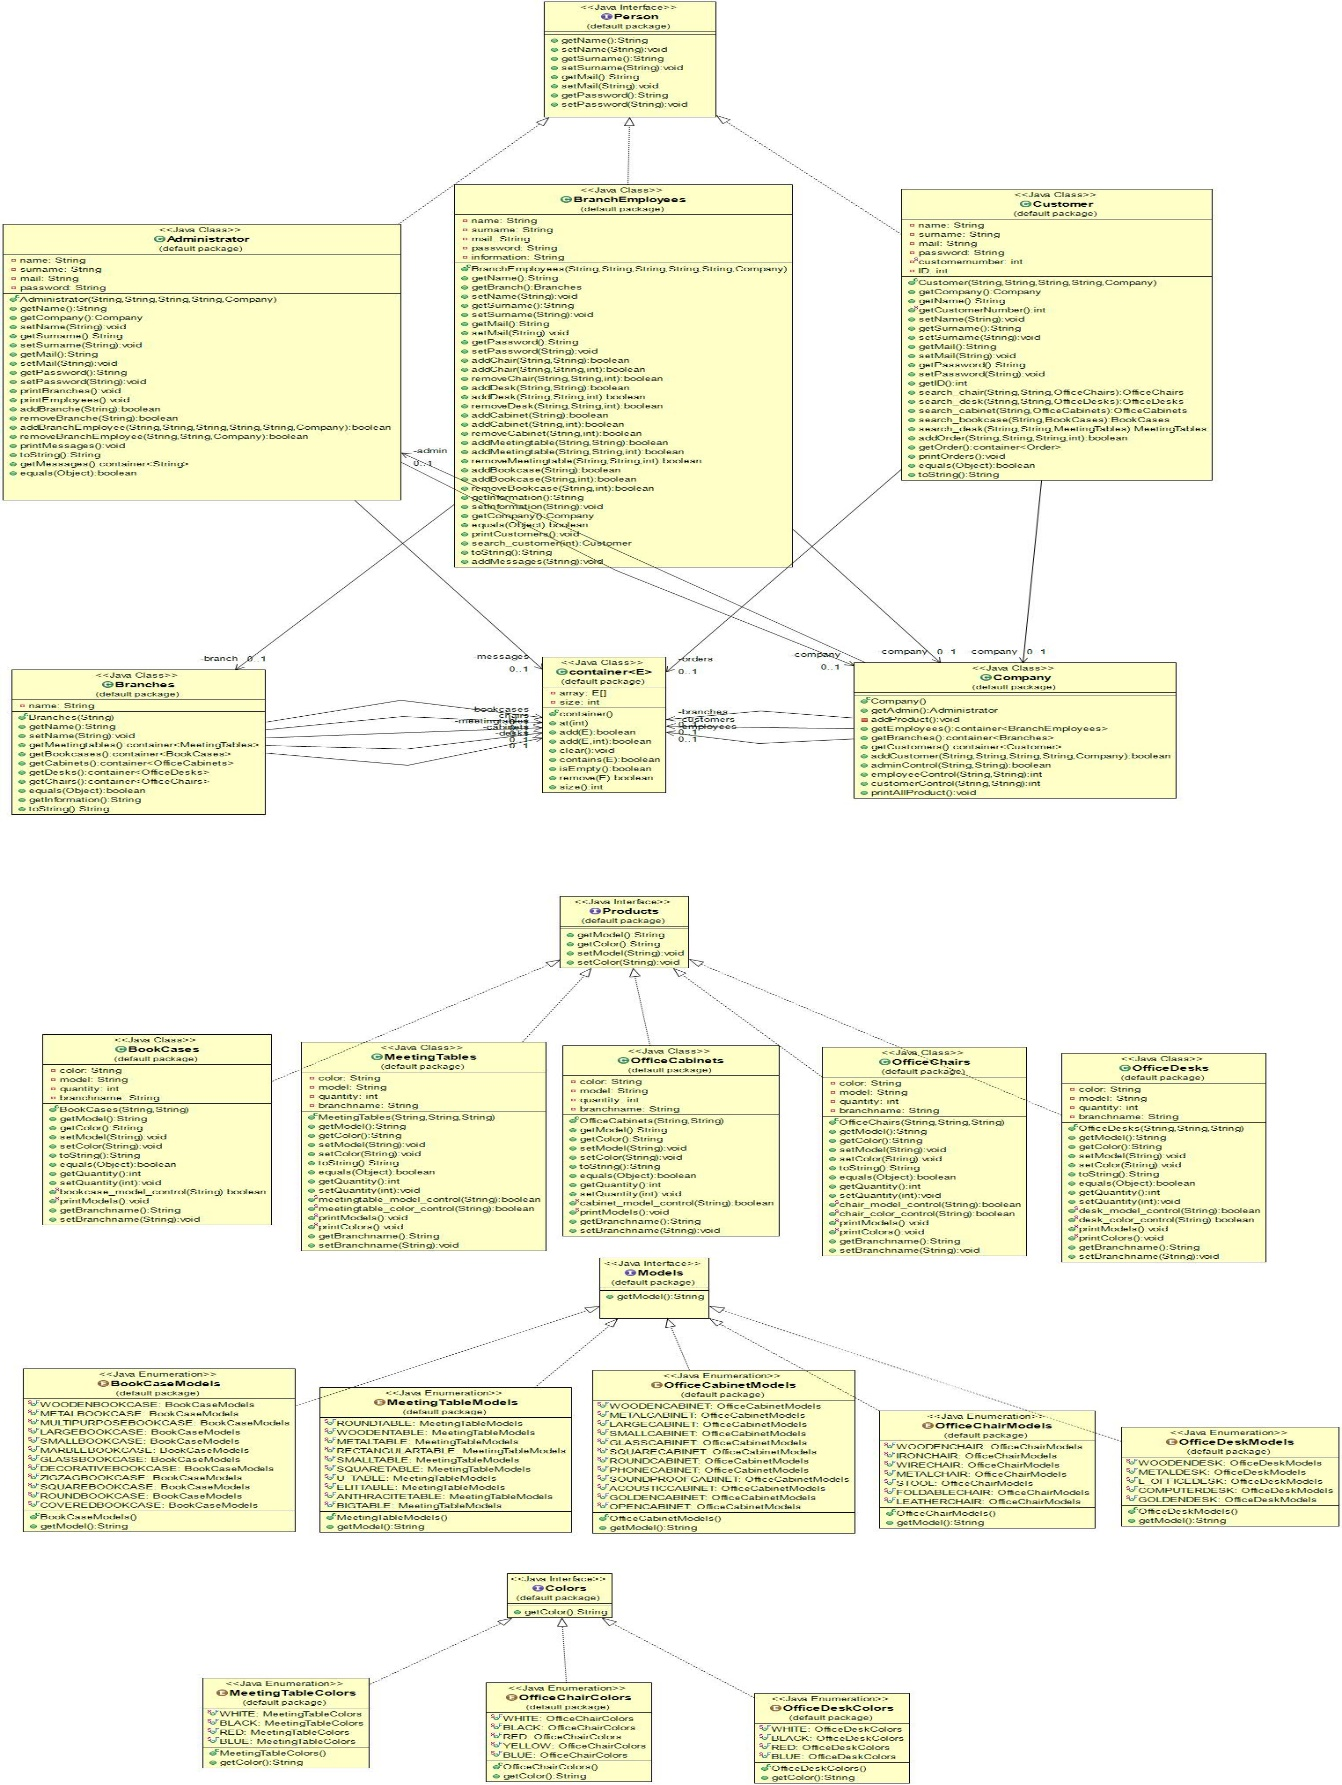 <<Java Interface>>
Person
(default package)
getName():String
setName(String):void
getSurname():String
setSurname(String):void
getMail():String
setMail(String):void
getPassword():String
setPassword(String):void
<<Java Class>>
Administrator
(default package)
name: String
surname: String
mail: String
password: String
Administrator(String,String,String,String,Company)
getName():String
getCompany():Company
setName(String):void
getSurname():String
setSurname(String):void
getMail():String
setMail(String):void
getPassword():String
setPassword(String):void
printBranches():void
printEmployees():void
addBranche(String):boolean
removeBranche(String):boolean
addBranchEmployee(String,String,String,String,String,Company):boolean
removeBranchEmployee(String,String,Company):boolean
printMessages():void
toString():String
getMessages():container<String>
equals(Object):boolean
<<Java Class>>
BranchEmployees
(default package)
name: String
surname: String
mail: String
password: String
information: String
BranchEmployees(String,String,String,String,String,Company)
getName():String
getBranch():Branches
setName(String):void
getSurname():String
setSurname(String):void
getMail():String
setMail(String):void
getPassword():String
setPassword(String):void
addChair(String,String):boolean
addChair(String,String,int):boolean
removeChair(String,String,int):boolean
addDesk(String,String):boolean
addDesk(String,String,int):boolean
removeDesk(String,String,int):boolean
addCabinet(String):boolean
addCabinet(String,int):boolean
removeCabinet(String,int):boolean
addMeetingtable(String,String):boolean
addMeetingtable(String,String,int):boolean
removeMeetingtable(String,String,int):boolean
addBookcase(String):boolean
addBookcase(String,int):boolean
removeBookcase(String,int):boolean
getInformation():String
setInformation(String):void
getCompany():Company
equals(Object):boolean
printCustomers():void
search_customer(int):Customer
toString():String
addMessages(String):void
<<Java Class>>
Customer
(default package)
name: String
surname: String
mail: String
password: String
customernumber: int
ID: int
Customer(String,String,String,String,Company)
getCompany():Company
getName():String
getCustomerNumber():int
setName(String):void
getSurname():String
setSurname(String):void
getMail():String
setMail(String):void
getPassword():String
setPassword(String):void
getID():int
search_chair(String,String,OfficeChairs):OfficeChairs
search_desk(String,String,OfficeDesks):OfficeDesks
search_cabinet(String,OfficeCabinets):OfficeCabinets
search_bookcase(String,BookCases):BookCases
search_desk(String,String,MeetingTables):MeetingTables
addOrder(String,String,String,int):boolean
getOrder():container<Order>
printOrders():void
equals(Object):boolean
toString():String
-admin
0..1
-branch 0..1
-messages
0..1
-orders
0..1
-company
0..1
-company 0..1
-company 0..1
<<Java Class>>
Branches
(default package)
name: String
Branches(String)
getName():String
setName(String):void
getMeetingtables():container<MeetingTables>
getBookcases():container<BookCases>
getCabinets():container<OfficeCabinets>
getDesks():container<OfficeDesks>
getChairs():container<OfficeChairs>
equals(Object):boolean
getInformation():String
toString():String
-bookcases
-chairs
-meetingtables
-cabinets
-desks
0..1
0..1
<<Java Class>>
container<E>
(default package)
array: E[]
size: int
container()
at(int)
add(E):boolean
add(E,int):boolean
clear():void
contains(E):boolean
isEmpty():boolean
remove(E):boolean
size():int
-branches
-customers
-employees
0..1
0..1
<<Java Class>>
Company
(default package)
Company()
getAdmin():Administrator
addProduct():void
getEmployees():container<BranchEmployees>
getBranches():container<Branches>
getCustomers():container<Customer>
addCustomer(String,String,String,String,Company):boolean
adminControl(String,String):boolean
employeeControl(String,String):int
customerControl(String,String):int
printAllProduct():void
<<Java Interface>>
Products
(default package)
getModel():String
getColor():String
setModel(String):void
setColor(String):void
<<Java Class>>
BookCases
(default package)
color: String
model: String
quantity: int
branchname: String
BookCases(String,String)
getModel():String
getColor():String
setModel(String):void
setColor(String):void
toString():String
equals(Object):boolean
getQuantity():int
setQuantity(int):void
bookcase_model_control(String):boolean
printModels():void
getBranchname():String
setBranchname(String):void
<<Java Class>>
MeetingTables
(default package)
color: String
model: String
quantity: int
branchname: String
MeetingTables(String,String,String)
getModel():String
getColor():String
setModel(String):void
setColor(String):void
toString():String
equals(Object):boolean
getQuantity():int
setQuantity(int):void
meetingtable_model_control(String):boolean
meetingtable_color_control(String):boolean
printModels():void
printColors():void
getBranchname():String
setBranchname(String):void
<<Java Class>>
OfficeCabinets
(default package)
color: String
model: String
quantity: int
branchname: String
OfficeCabinets(String,String)
getModel():String
getColor():String
setModel(String):void
setColor(String):void
toString():String
equals(Object):boolean
getQuantity():int
setQuantity(int):void
cabinet_model_control(String):boolean
printModels():void
getBranchname():String
setBranchname(String):void
<<Java Class>>
OfficeChairs
(default package)
color: String
model: String
quantity: int
branchname: String
OfficeChairs(String,String,String)
getModel():String
getColor():String
setModel(String):void
setColor(String):void
toString():String
equals(Object):boolean
getQuantity():int
setQuantity(int):void
chair_model_control(String):boolean
chair_color_control(String):boolean
printModels():void
printColors():void
getBranchname():String
setBranchname(String):void
<<Java Class>>
OfficeDesks
(default package)
color: String
model: String
quantity: int
branchname: String
OfficeDesks(String,String,String)
getModel():String
getColor():String
setModel(String):void
setColor(String):void
toString():String
equals(Object):boolean
getQuantity():int
setQuantity(int):void
desk_model_control(String):boolean
desk_color_control(String):boolean
printModels():void
printColors():void
getBranchname():String
setBranchname(String):void
<<Java Interface>>
Models
(default package)
getModel():String
<<Java Enumeration>>
BookCaseModels
(default package)
WOODENBOOKCASE: BookCaseModels
METALBOOKCASE: BookCaseModels
MULTIPURPOSEBOOKCASE: BookCaseModels
LARGEBOOKCASE: BookCaseModels
SMALLBOOKCASE: BookCaseModels
MARBLEBOOKCASE: BookCaseModels
GLASSBOOKCASE: BookCaseModels
DECORATIVEBOOKCASE: BookCaseModels
ZIGZAGBOOKCASE: BookCaseModels
SQUAREBOOKCASE: BookCaseModels
ROUNDBOOKCASE: BookCaseModels
COVEREDBOOKCASE: BookCaseModels
BookCaseModels()
getModel():String
<<Java Enumeration>>
MeetingTableModels
(default package)
ROUNDTABLE: MeetingTableModels
WOODENTABLE: MeetingTableModels
METALTABLE: MeetingTableModels
RECTANGULARTABLE: MeetingTableModels
SMALLTABLE: MeetingTableModels
SQUARETABLE: MeetingTableModels
U_TABLE: MeetingTableModels
ELITTABLE: MeetingTableModels
ANTHRACITETABLE: MeetingTableModels
BIGTABLE: MeetingTableModels
MeetingTableModels()
getModel():String
<<Java Enumeration>>
OfficeCabinetModels
(default package)
WOODENCABINET: OfficeCabinetModels
METALCABINET: OfficeCabinetModels
LARGECABINET: OfficeCabinetModels
SMALLCABINET: OfficeCabinetModels
GLASSCABINET: OfficeCabinetModels
SQUARECABINET: OfficeCabinetModels
ROUNDCABINET: OfficeCabinetModels
PHONECABINET: OfficeCabinetModels
SOUNDPROOFCABINET: OfficeCabinetModels
ACOUSTICCABINET: OfficeCabinetModels
GOLDENCABINET: OfficeCabinetModels
OPENCABINET: OfficeCabinetModels
OfficeCabinetModels()
getModel():String
<<Java Enumeration>>
OfficeChairModels
(default package)
WOODENCHAIR: OfficeChairModels
IRONCHAIR: OfficeChairModels
WIRECHAIR: OfficeChairModels
METALCHAIR: OfficeChairModels
STOOL: OfficeChairModels
FOLDABLECHAIR: OfficeChairModels
LEATHERCHAIR: OfficeChairModels
OfficeChairModels()
getModel():String
<<Java Enumeration>>
OfficeDeskModels
(default package)
WOODENDESK: OfficeDeskModels
METALDESK: OfficeDeskModels
L_OFFICEDESK: OfficeDeskModels
COMPUTERDESK: OfficeDeskModels
GOLDENDESK: OfficeDeskModels
OfficeDeskModels()
getModel():String
<<Java Interface>>
Colors
(default package)
getColor():String
<<Java Enumeration>>
MeetingTableColors
(default package)
WHITE: MeetingTableColors
BLACK: MeetingTableColors
RED: MeetingTableColors
BLUE: MeetingTableColors
MeetingTableColors()
getColor():String
<<Java Enumeration>>
OfficeChairColors
(default package)
WHITE: OfficeChairColors
BLACK: OfficeChairColors
RED: OfficeChairColors
YELLOW: OfficeChairColors
BLUE: OfficeChairColors
OfficeChairColors()
getColor():String
<<Java Enumeration>>
OfficeDeskColors
(default package)
WHITE: OfficeDeskColors
BLACK: OfficeDeskColors
RED: OfficeDeskColors
BLUE: OfficeDeskColors
OfficeDeskColors()
getColor():String